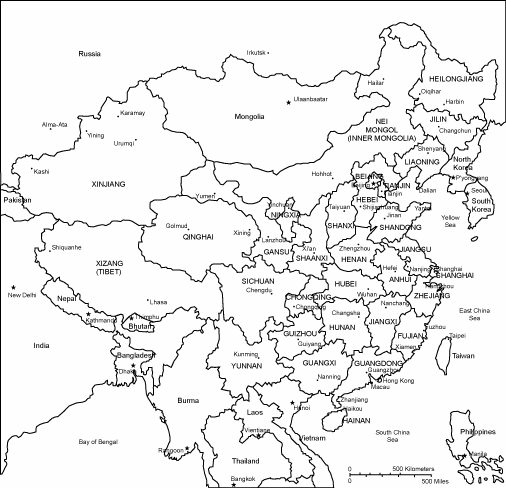 Russia
Irkutsk
Hailar
HEILONGJIANG
Qiqihar
Harbin
Ulaanbaatar
Mongolia
Karamay
Alma-Ata
Yining
Urumqi
NEI
MONGOL
(INNER MONGOLIA)
JILIN
Changchun
Shenyang
LIAONING
Kashi
XINJIANG
Hohhot
BEIJING
Beijing
TIANJIN
Tianjin
North
Korea
Pyongyang
Dalian
Seoul
South
Korea
Pakistan
Yumen
Yinchuan
NINGXIA
HEBEI
Shijiazhuang
Taiyuan
Jinan
Yantai
Yellow
Sea
Golmud
QINGHAI
Xining
Lanzhou
GANSU
SHANXI
SHANDONG
Shiquanhe
XIZANG
(TIBET)
Xi'an
SHAANXI
Zhengzhou
HENAN
JIANGSU
Hefei
Nanjing
Shanghai
SHANGHAI
ANHUI
New Delhi
Nepal
Lhasa
SICHUAN
Chengdu
HUBEI
Wuhan
Hangzhou
ZHEJIANG
CHONGQING
Chongqing
Kathmandu
Thimphu
Bhutan
Changsha
Nanchang
JIANGXI
East China
Sea
HUNAN
GUIZHOU
Guiyang
FUJIAN
Fuzhou
Taipei
India
Bangladesh
Dhaka
Kunming
YUNNAN
GUANGXI
Nanning
GUANGDONG
Guangzhou
Xiamen
Taiwan
Hong Kong
Macau
Burma
Laos
Hanoi
Zhanjiang
Haikou
HAINAN
Bay of Bengal
Rangoon
Vientiane
Vietnam
South China
Sea
Philippines
Manila
Thailand
Bangkok
0 500 Kilometers
0 500 Miles